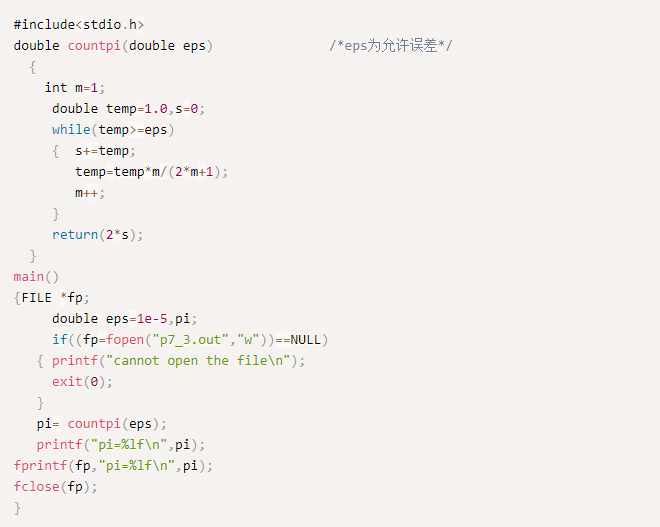 #include<stdio.h>
double countpi(double eps) /*eps为允许误差*/
{
int m=1;
double temp=1.0,s=0;
while(temp>=eps)
{ s+=temp;
temp=temp*m/(2*m+1);
m++;
}
return(2*s);
}
main()
{FILE *fp;
double eps=1e-5,pi;
if((fp=fopen("p7_3.out","w"))==NULL)
{ printf("cannot open the file\n");
exit(0);
}
pi= countpi(eps);
printf("pi=%lf\n",pi);
fprintf(fp,"pi=%lf\n",pi);
fclose(fp);
}